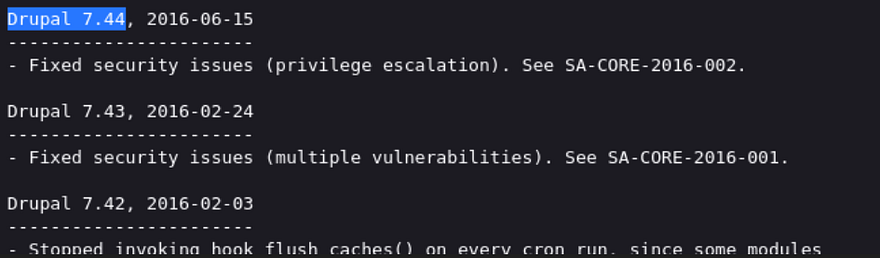 Drupal 7.44, 2016-06-15
-----------------------
- Fixed security issues (privilege escalation). See SA-CORE-2016-002.
Drupal 7.43, 2016-02-24
-----------------------
- Fixed security issues (multiple vulnerabilities). See SA-CORE-2016-001.
Drupal 7.42, 2016-02-03
-----------------------
- Stopped invoking hook_flush_caches() on every cron run, since some modules